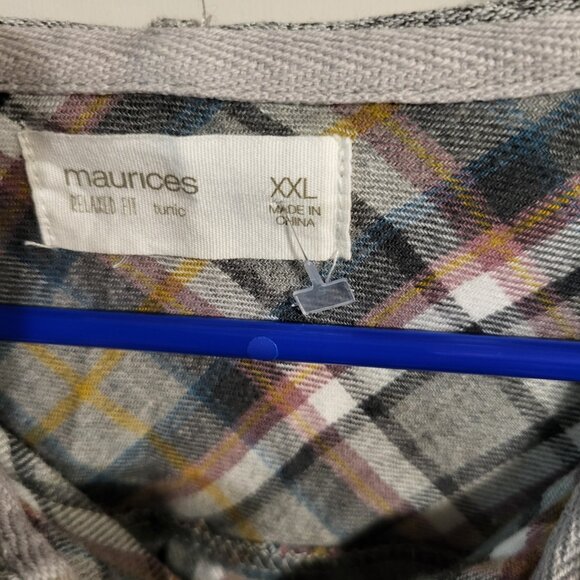 maurices XXL
RELAXED FIT tunic MADE IN
CHINA